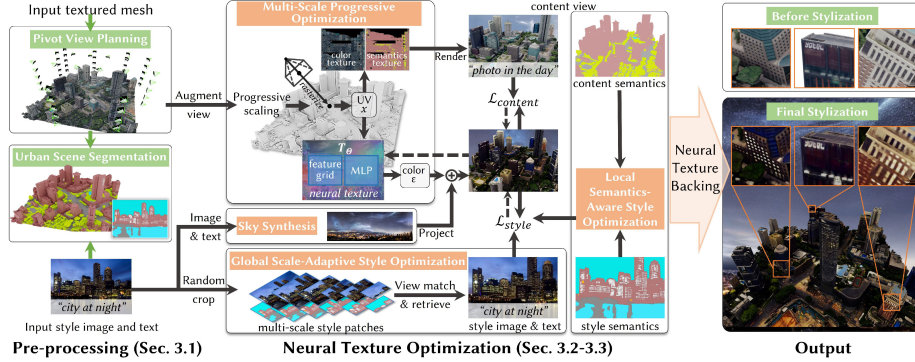 Input textured mesh
Pivot View Planning
Urban Scene Segmentation
"city at night"
Input style image and text
Pre-processing (Sec. 3.1)
Augment
view
Image
& text
Random
crop
Multi-Scale Progressive
Optimization
color
texture
semantics
texture
Progressive
scaling
rasterize
UV
x
Tθ
feature
grid
MLP
neural texture
color
c
Render
Sky Synthesis
Project
Global Scale-Adaptive Style Optimization
multi-scale style patches
View match
& retrieve
content view
"photo in the day"
ℒcontent
ℒstyle
"city at night"
style image & text
content semantics
Local
Semantics-
Aware Style
Optimization
style semantics
Neural Texture Optimization (Sec. 3.2-3.3)
Neural
Texture
Backing
Before Stylization
Final Stylization
Output